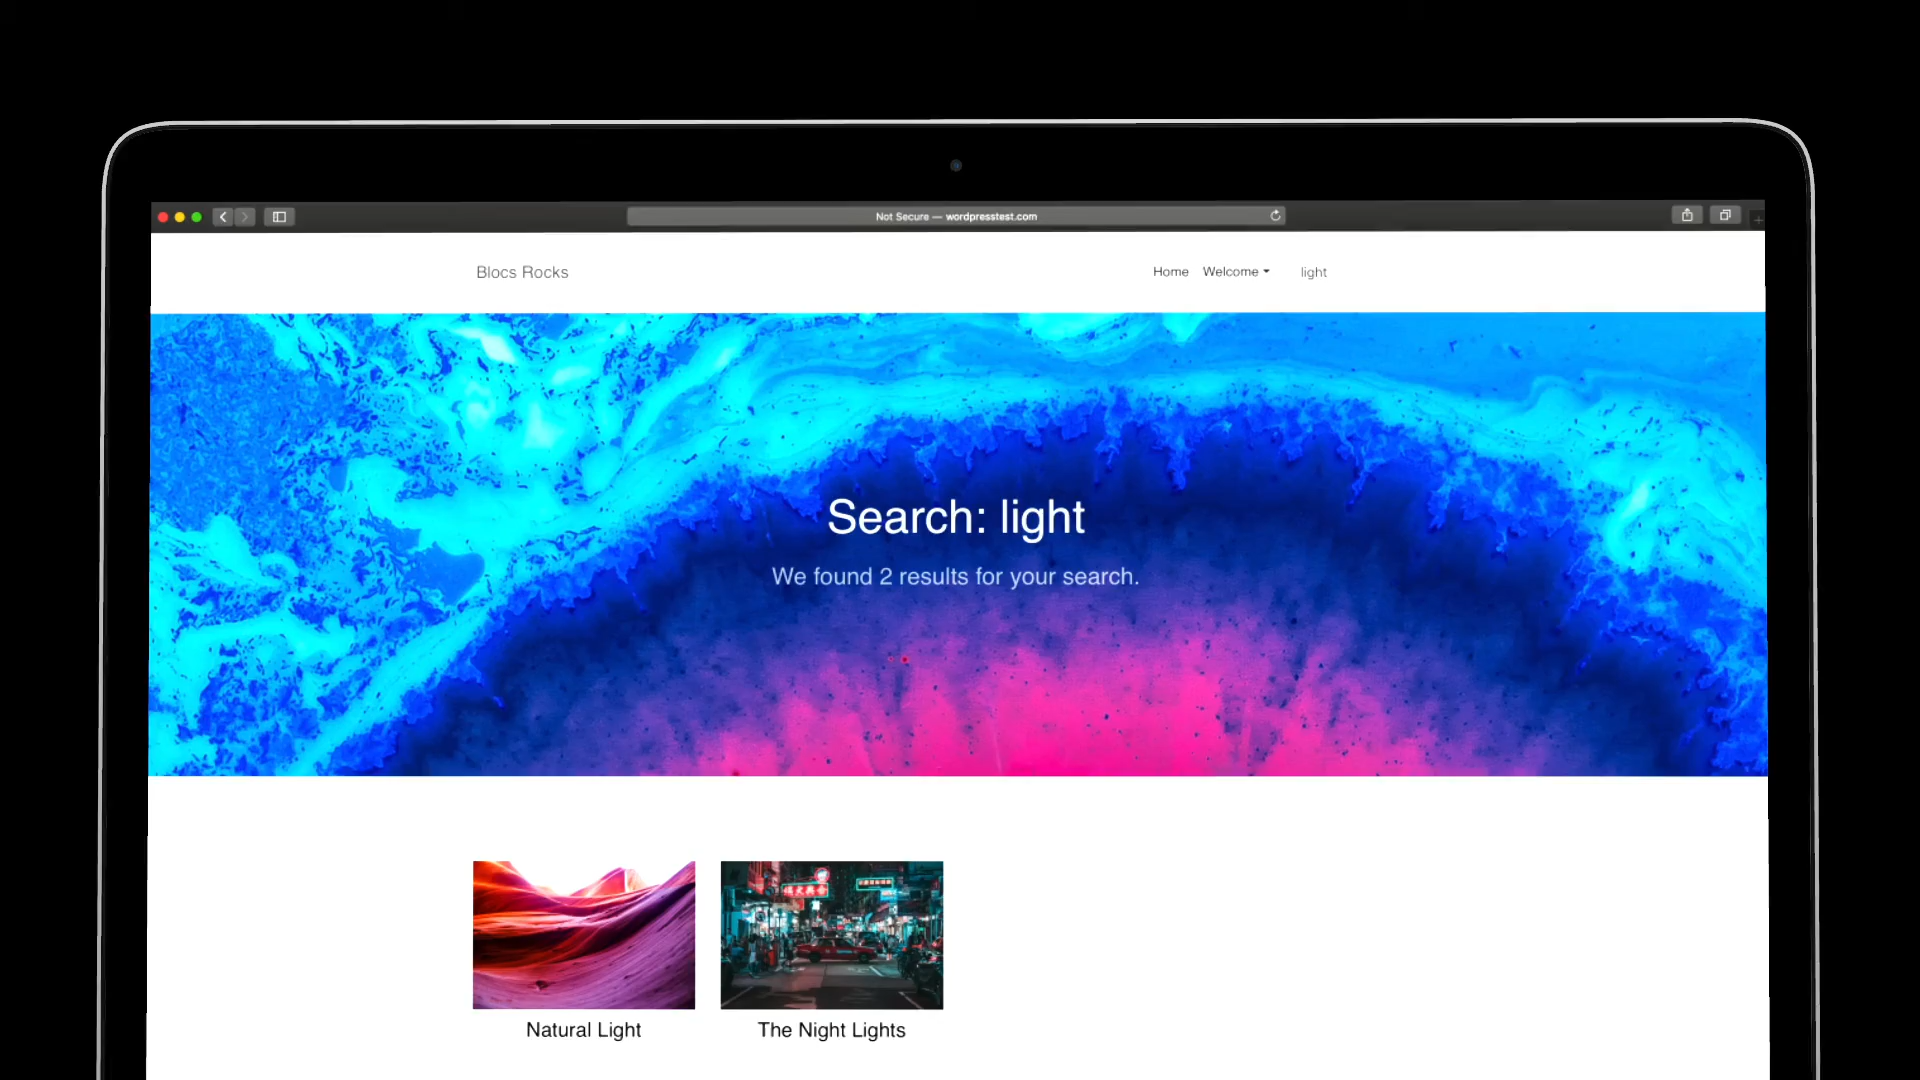 Not Secure — wordpresstest.com
Blocs Rocks
Home Welcome light
Search: light
We found 2 results for your search.
Natural Light
The Night Lights